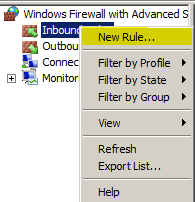 Windows Firewall with Advanced S
Inbound
New Rule...
Outbou
Filter by Profile
Connec
Filter by State
Monitori
Filter by Group
View
Refresh
Export List...
Help